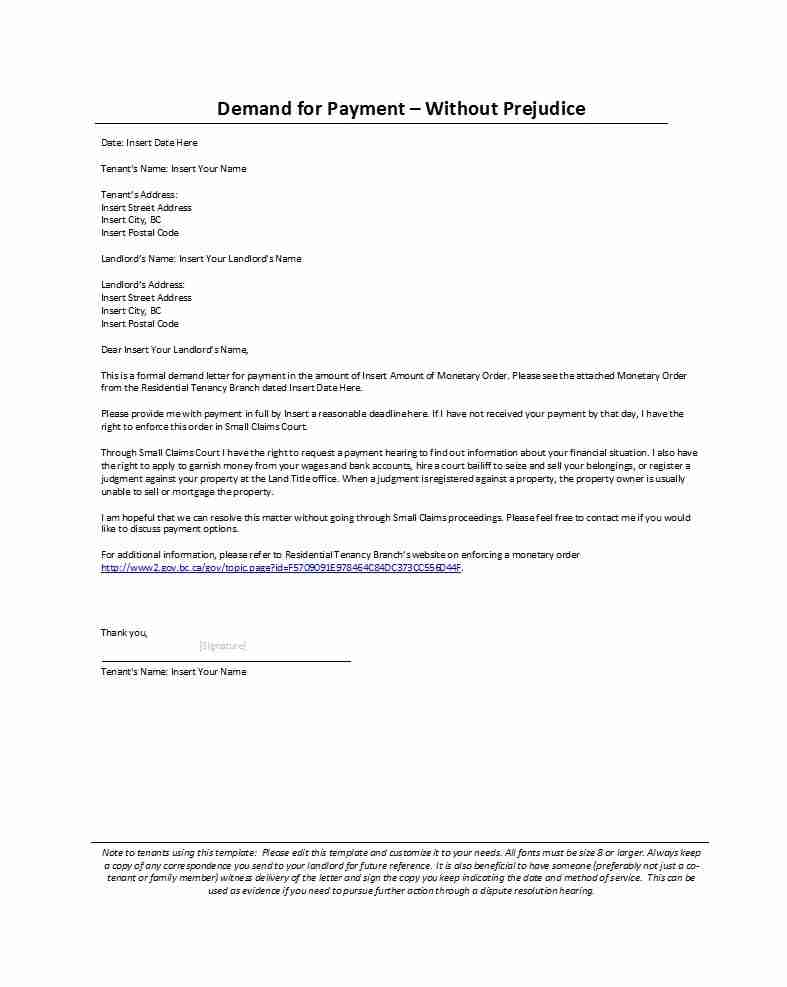 Demand for Payment – Without Prejudice
Date: Insert Date Here
Tenant's Name: Insert Your Name
Tenant's Address:
Insert Street Address
Insert City, BC
Insert Postal Code
Landlord's Name: Insert Your Landlord's Name
Landlord's Address:
Insert Street Address
Insert City, BC
Insert Postal Code
Dear Insert Your Landlord's Name,
This is a formal demand letter for payment in the amount of Insert Amount of Monetary Order. Please see the attached Monetary Order
from the Residential Tenancy Branch dated Insert Date Here.
Please provide me with payment in full by Insert a reasonable deadline here. If I have not received your payment by that day, I have the
right to enforce this order in Small Claims Court.
Through Small Claims Court I have the right to request a payment hearing to find out information about your financial situation. I also have
the right to apply to garnish money from your wages and bank accounts, hire a court bailiff to seize and sell your belongings, or register a
judgment against your property at the Land Title office. When a judgment is registered against a property, the property owner is usually
unable to sell or mortgage the property.
I am hopeful that we can resolve this matter without going through Small Claims proceedings. Please feel free to contact me if you would
like to discuss payment options.
For additional information, please refer to Residential Tenancy Branch's website on enforcing a monetary order
http://www2.gov.bc.ca/gov/topic.page?id=F5709091E978464C84DC373CC556D44F.
Thank you,
[Signature]
Tenant's Name: Insert Your Name
Note to tenants using this template: Please edit this template and customize it to your needs. All fonts must be size 8 or larger. Always keep
a copy of any correspondence you send to your landlord for future reference. It is also beneficial to have someone (preferably not just a co-
tenant or family member) witness delivery of the letter and sign the copy you keep indicating the date and method of service. This can be
used as evidence if you need to pursue further action through a dispute resolution hearing.